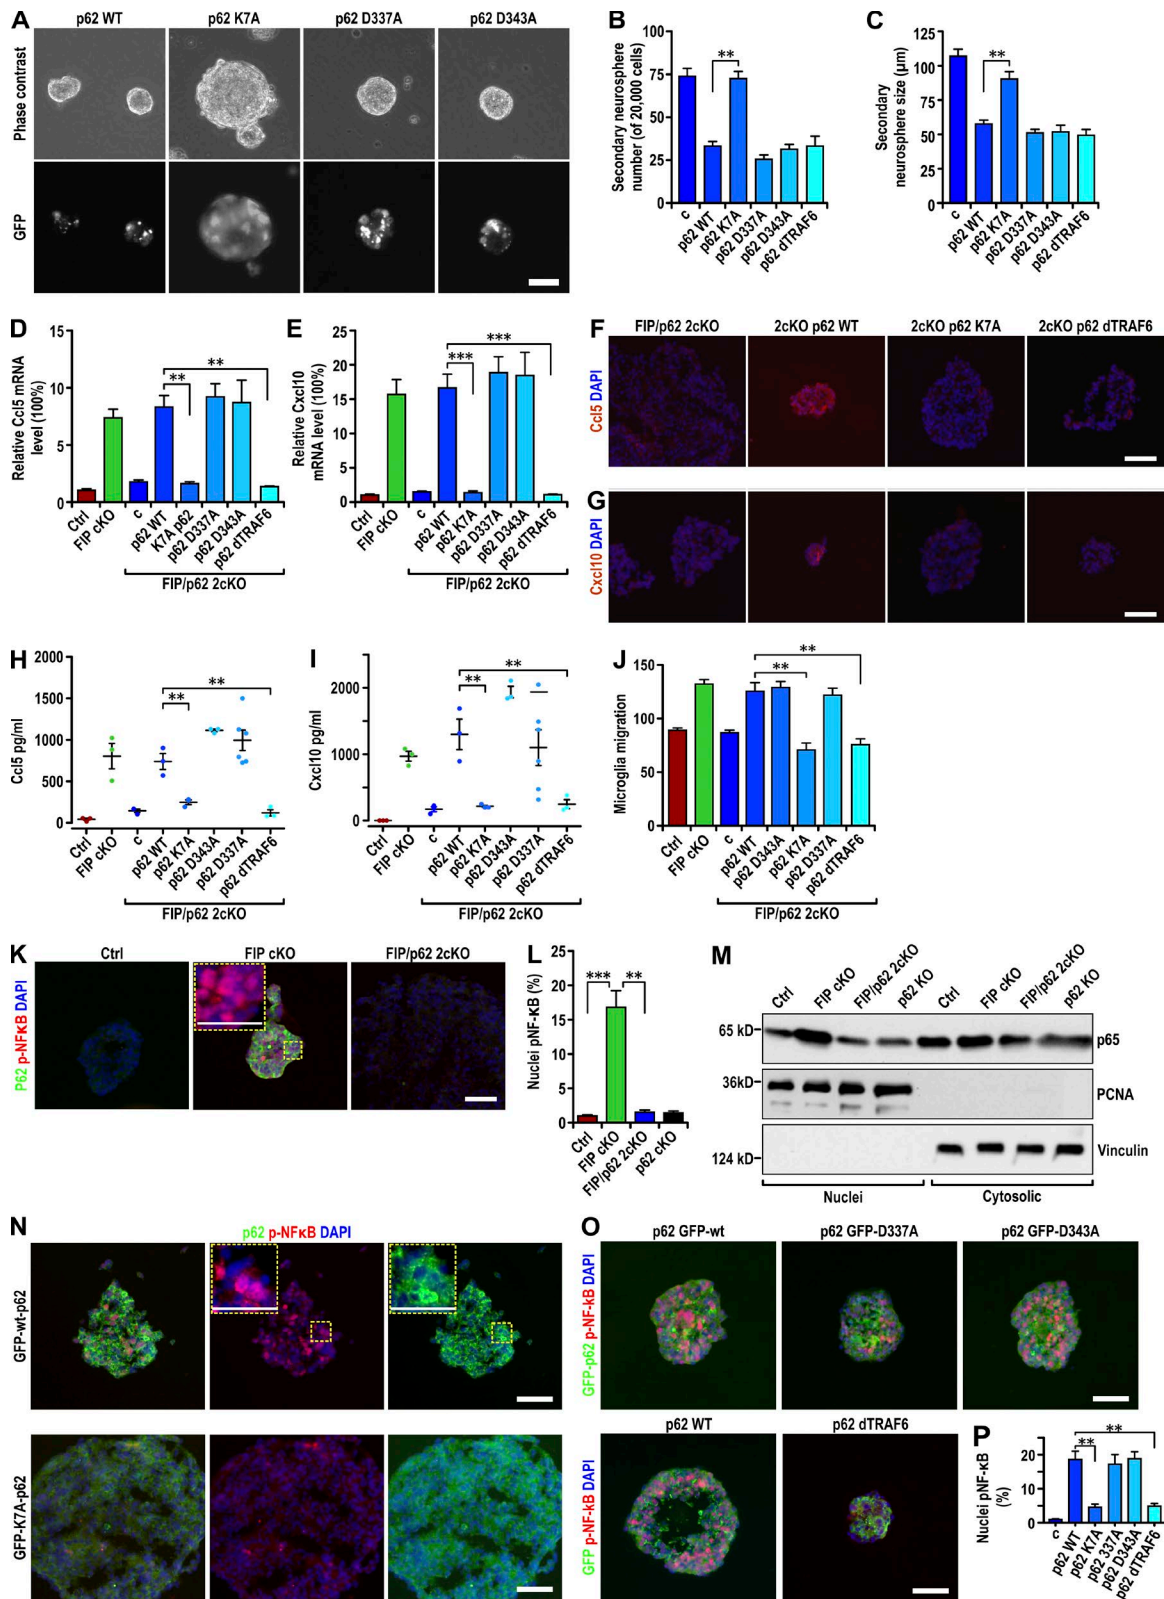 A
p62 WT
p62 K7A
p62 D337A
p62 D343A
Phase contrast
GFP
B
Secondary neurosphere
number (of 20,000 cells)
100
75
50
25
0
**
c
p62 WT
p62 K7A
p62 D337A
p62 D343A
p62 dTRAF6
C
Secondary
neurosphere size (µm)
125
100
75
50
25
0
**
c
p62 WT
p62 K7A
p62 D337A
p62 D343A
p62 dTRAF6
D
Relative Ccl5 mRNA
level (100%)
15
10
5
0
**
**
Ctrl
FIP cKO
c
p62 WT
K7A p62
p62 D337A
p62 D343A
p62 dTRAF6
FIP/p62 2cKO
E
Relative Cxcl10
mRNA level (100%)
25
20
15
10
5
0
***
***
Ctrl
FIP cKO
c
p62 WT
p62 K7A
p62 D337A
p62 D343A
p62 dTRAF6
FIP/p62 2cKO
F
FIP/p62 2cKO
2cKO p62 WT
2cKO p62 K7A
2cKO p62 dTRAF6
Ccl5 DAPI
G
Cxcl10 DAPI
H
Ccl5 pg/ml
2000
1500
1000
500
0
**
**
Ctrl
FIP cKO
c
p62 WT
p62 K7A
p62 D343A
p62 D337A
p62 dTRAF6
FIP/p62 2cKO
I
Cxcl10 pg/ml
2000
1000
0
**
**
Ctrl
FIP cKO
c
p62 WT
p62 K7A
p62 D343A
p62 D337A
p62 dTRAF6
FIP/p62 2cKO
J
Microglia migration
150
100
50
0
**
**
Ctrl
FIP cKO
c
p62 WT
p62 D343A
p62 K7A
p62 D337A
p62 dTRAF6
FIP/p62 2cKO
K
Ctrl
FIP cKO
FIP/p62 2cKO
P62 p-NFκB DAPI
L
Nuclei pNF-κB (%)
25
20
15
10
5
0
***
**
Ctrl
FIP cKO
FIP/p62 2cKO
p62 cKO
M
Ctrl
FIP cKO
FIP/p62 2cKO
p62 KO
Ctrl
FIP cKO
FIP/p62 2cKO
p62 KO
65 kD
p65
36kD
PCNA
124 kD
Vinculin
Nuclei
Cytosolic
N
p62 p-NFκB DAPI
GFP-wt-p62
GFP-K7A-p62
O
p62 GFP-wt
p62 GFP-D337A
p62 GFP-D343A
GFP-p62 p-NF-kB DAPI
p62 WT
p62 dTRAF6
GFP p-NF-kB DAPI
P
Nuclei pNF-κB
(%)
20
10
0
**
**
c
p62 WT
p62 K7A
p62 337A
p62 D343A
p62 dTRAF6